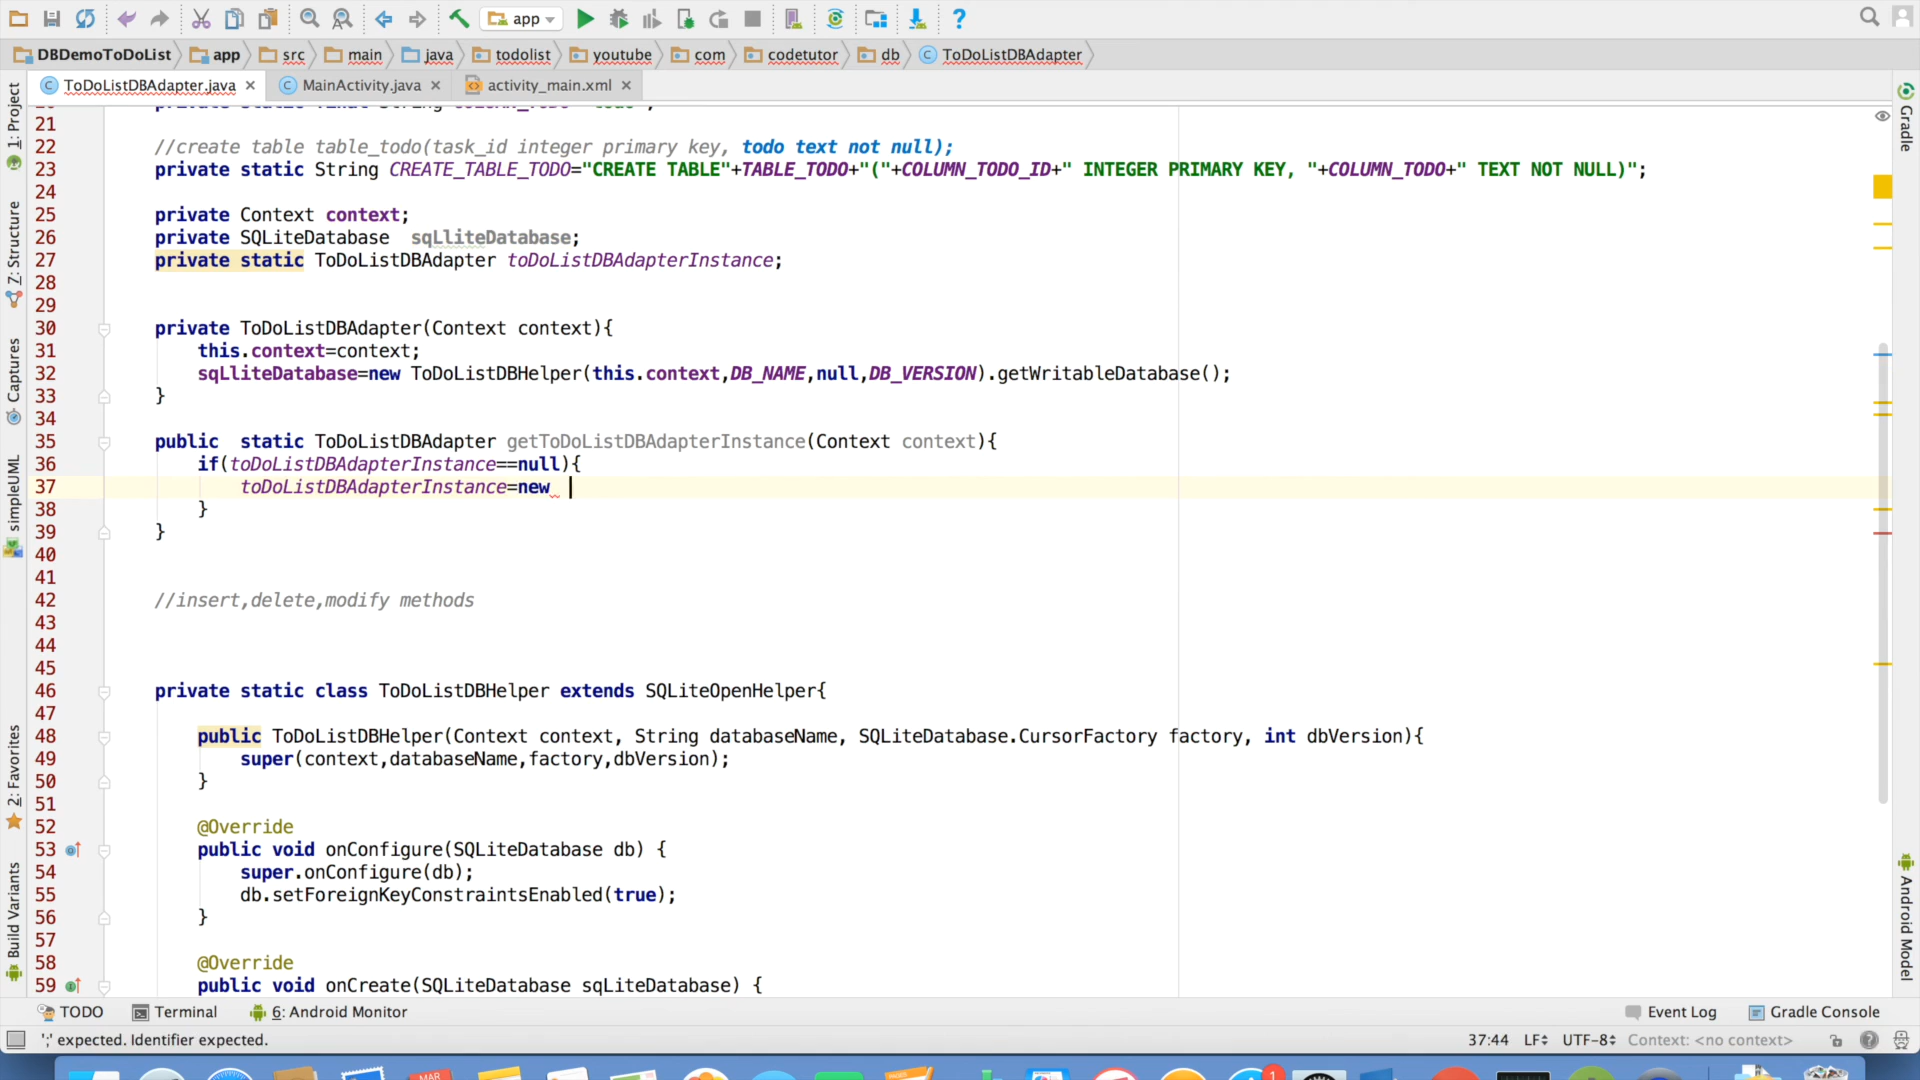 app
DBDemoToDoList app src main java todolist youtube com codetutor db ToDoListDBAdapter
ToDoListDBAdapter.java MainActivity.java activity_main.xml
21
22 //create table table_todo(task_id integer primary key, todo text not null);
23 private static String CREATE_TABLE_TODO="CREATE TABLE"+TABLE_TODO+"("+COLUMN_TODO_ID+" INTEGER PRIMARY KEY, "+COLUMN_TODO+" TEXT NOT NULL)";
24
25 private Context context;
26 private SQLiteDatabase sqLliteDatabase;
27 private static ToDoListDBAdapter toDoListDBAdapterInstance;
28
29
30 private ToDoListDBAdapter(Context context){
31 this.context=context;
32 sqLliteDatabase=new ToDoListDBHelper(this.context,DB_NAME,null,DB_VERSION).getWritableDatabase();
33 }
34
35 public static ToDoListDBAdapter getToDoListDBAdapterInstance(Context context){
36 if(toDoListDBAdapterInstance==null){
37 toDoListDBAdapterInstance=new
38 }
39 }
40
41
42 //insert,delete,modify methods
43
44
45
46 private static class ToDoListDBHelper extends SQLiteOpenHelper{
47
48 public ToDoListDBHelper(Context context, String databaseName, SQLiteDatabase.CursorFactory factory, int dbVersion){
49 super(context,databaseName,factory,dbVersion);
50 }
51
52 @Override
53 public void onConfigure(SQLiteDatabase db) {
54 super.onConfigure(db);
55 db.setForeignKeyConstraintsEnabled(true);
56 }
57
58 @Override
59 public void onCreate(SQLiteDatabase sqLiteDatabase) {
1: Project
Z: Structure
Captures
simpleUML
2: Favorites
Build Variants
Gradle
Android Model
TODO Terminal 6: Android Monitor Event Log Gradle Console
';' expected. Identifier expected. 37:44 LF UTF-8 Context: <no context>
MAR
1